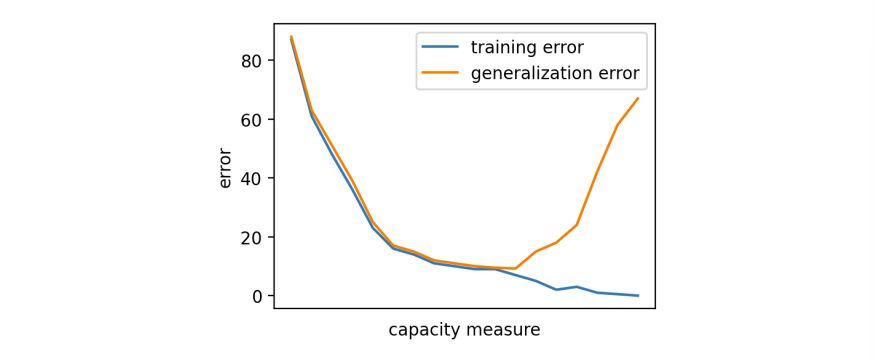 training error
generalization error
80
60
40
20
0
error
capacity measure